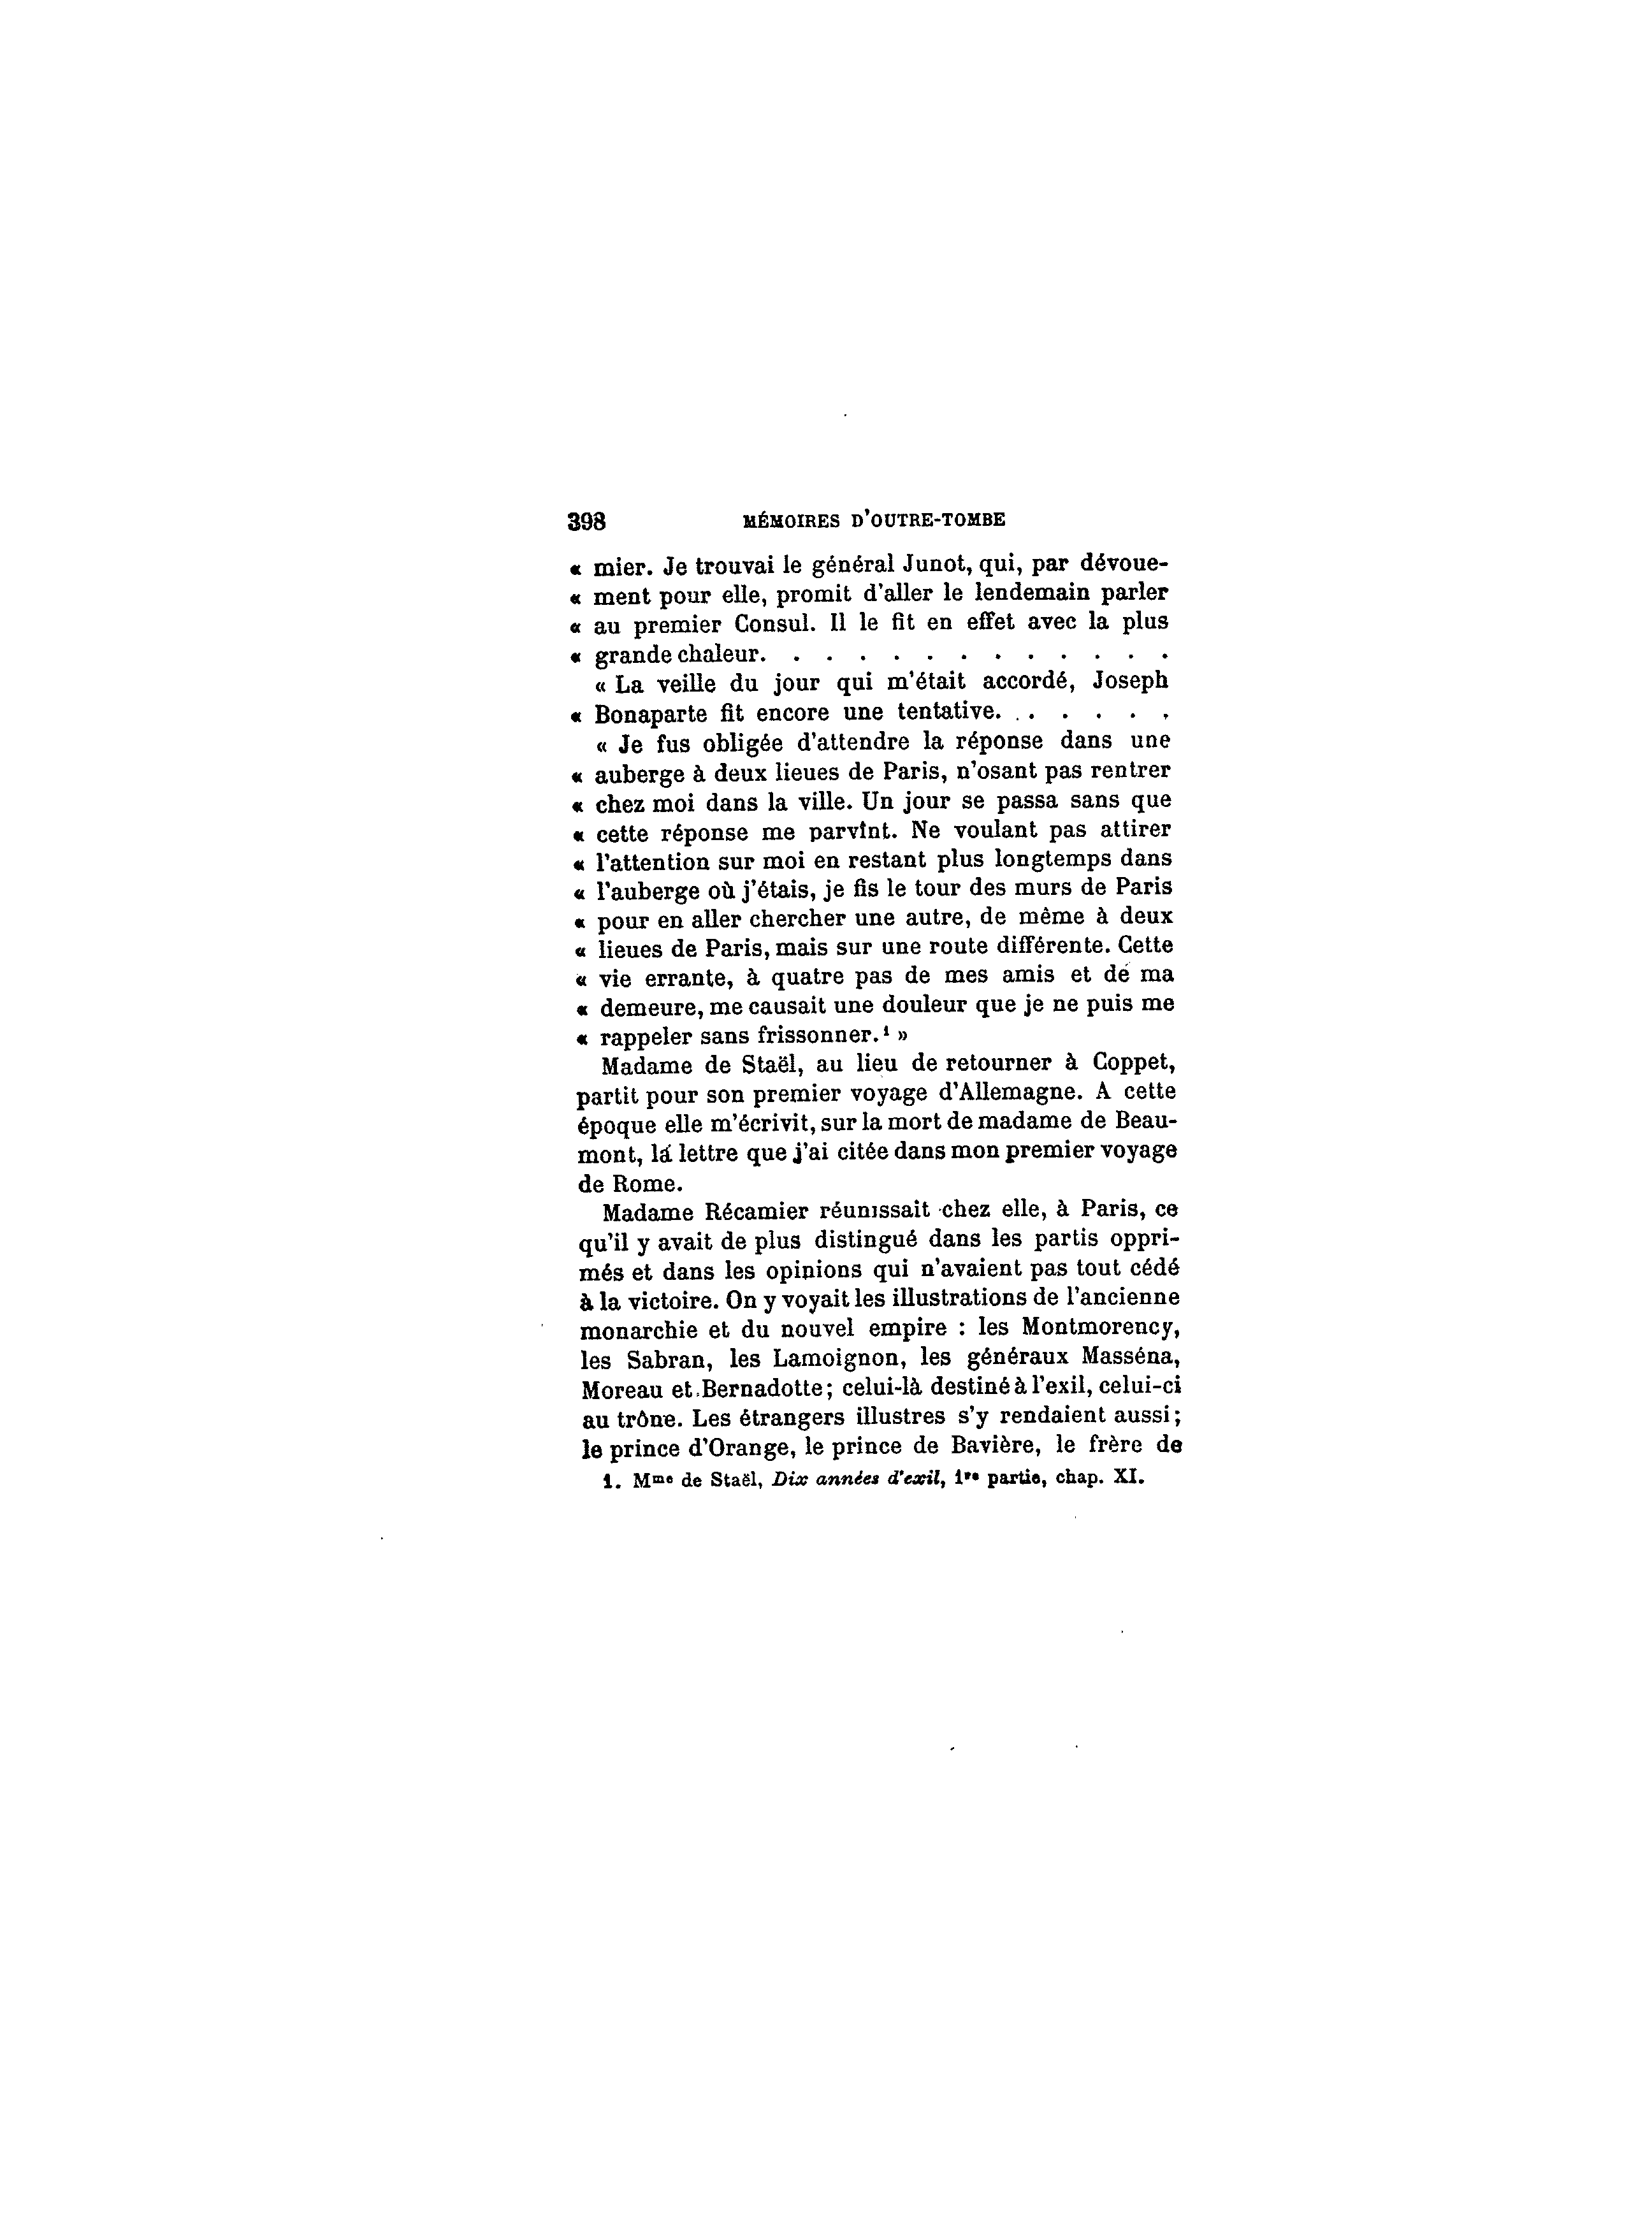 398 MÉMOIRES D'OUTRE-TOMBE
« mier. Je trouvai le général Junot, qui, par dévoue-
« ment pour elle, promit d'aller le lendemain parler
« au premier Consul. Il le fit en effet avec la plus
« grande chaleur. . . . . . . . . . . . .
« La veille du jour qui m'était accordé, Joseph
« Bonaparte fit encore une tentative. . . . . . .
« Je fus obligée d'attendre la réponse dans une
« auberge à deux lieues de Paris, n'osant pas rentrer
« chez moi dans la ville. Un jour se passa sans que
« cette réponse me parvînt. Ne voulant pas attirer
« l'attention sur moi en restant plus longtemps dans
« l'auberge où j'étais, je fis le tour des murs de Paris
« pour en aller chercher une autre, de même à deux
« lieues de Paris, mais sur une route différente. Cette
« vie errante, à quatre pas de mes amis et de ma
« demeure, me causait une douleur que je ne puis me
« rappeler sans frissonner.¹ »
Madame de Staël, au lieu de retourner à Coppet,
partit pour son premier voyage d'Allemagne. A cette
époque elle m'écrivit, sur la mort de madame de Beau-
mont, la lettre que j'ai citée dans mon premier voyage
de Rome.
Madame Récamier réunissait chez elle, à Paris, ce
qu'il y avait de plus distingué dans les partis oppri-
més et dans les opinions qui n'avaient pas tout cédé
à la victoire. On y voyait les illustrations de l'ancienne
monarchie et du nouvel empire : les Montmorency,
les Sabran, les Lamoignon, les généraux Masséna,
Moreau et Bernadotte; celui-là destiné à l'exil, celui-ci
au trône. Les étrangers illustres s'y rendaient aussi;
le prince d'Orange, le prince de Bavière, le frère de
1. Mme de Staël, Dix années d'exil, 1re partie, chap. XI.